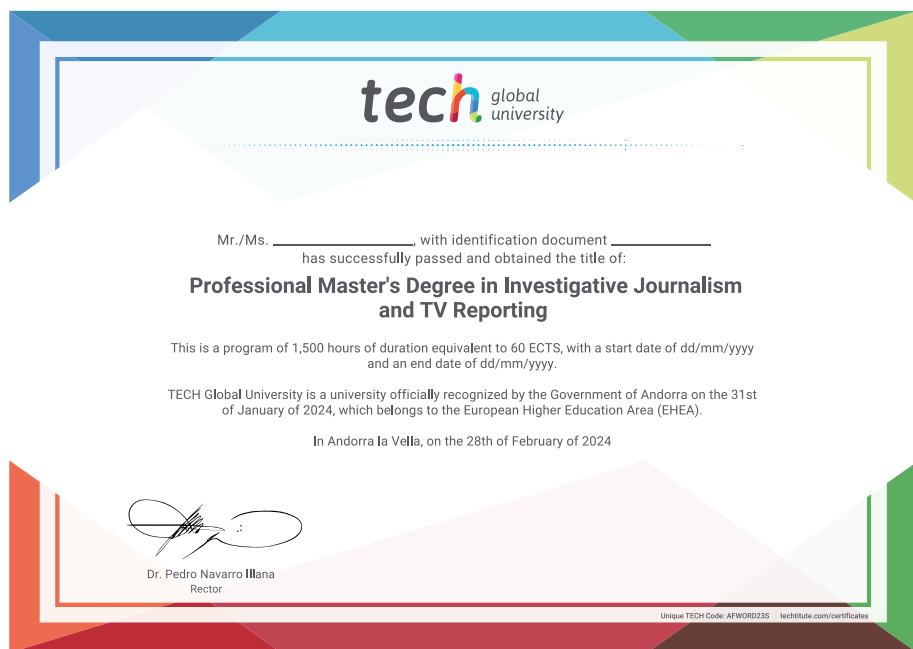 tech global university
Mr./Ms. ____________________, with identification document ______________
has successfully passed and obtained the title of:
Professional Master's Degree in Investigative Journalism
and TV Reporting
This is a program of 1,500 hours of duration equivalent to 60 ECTS, with a start date of dd/mm/yyyy
and an end date of dd/mm/yyyy.
TECH Global University is a university officially recognized by the Government of Andorra on the 31st
of January of 2024, which belongs to the European Higher Education Area (EHEA).
In Andorra la Vella, on the 28th of February of 2024
Dr. Pedro Navarro Illana
Rector
Unique TECH Code: AFWORD23S techtitute.com/certificates